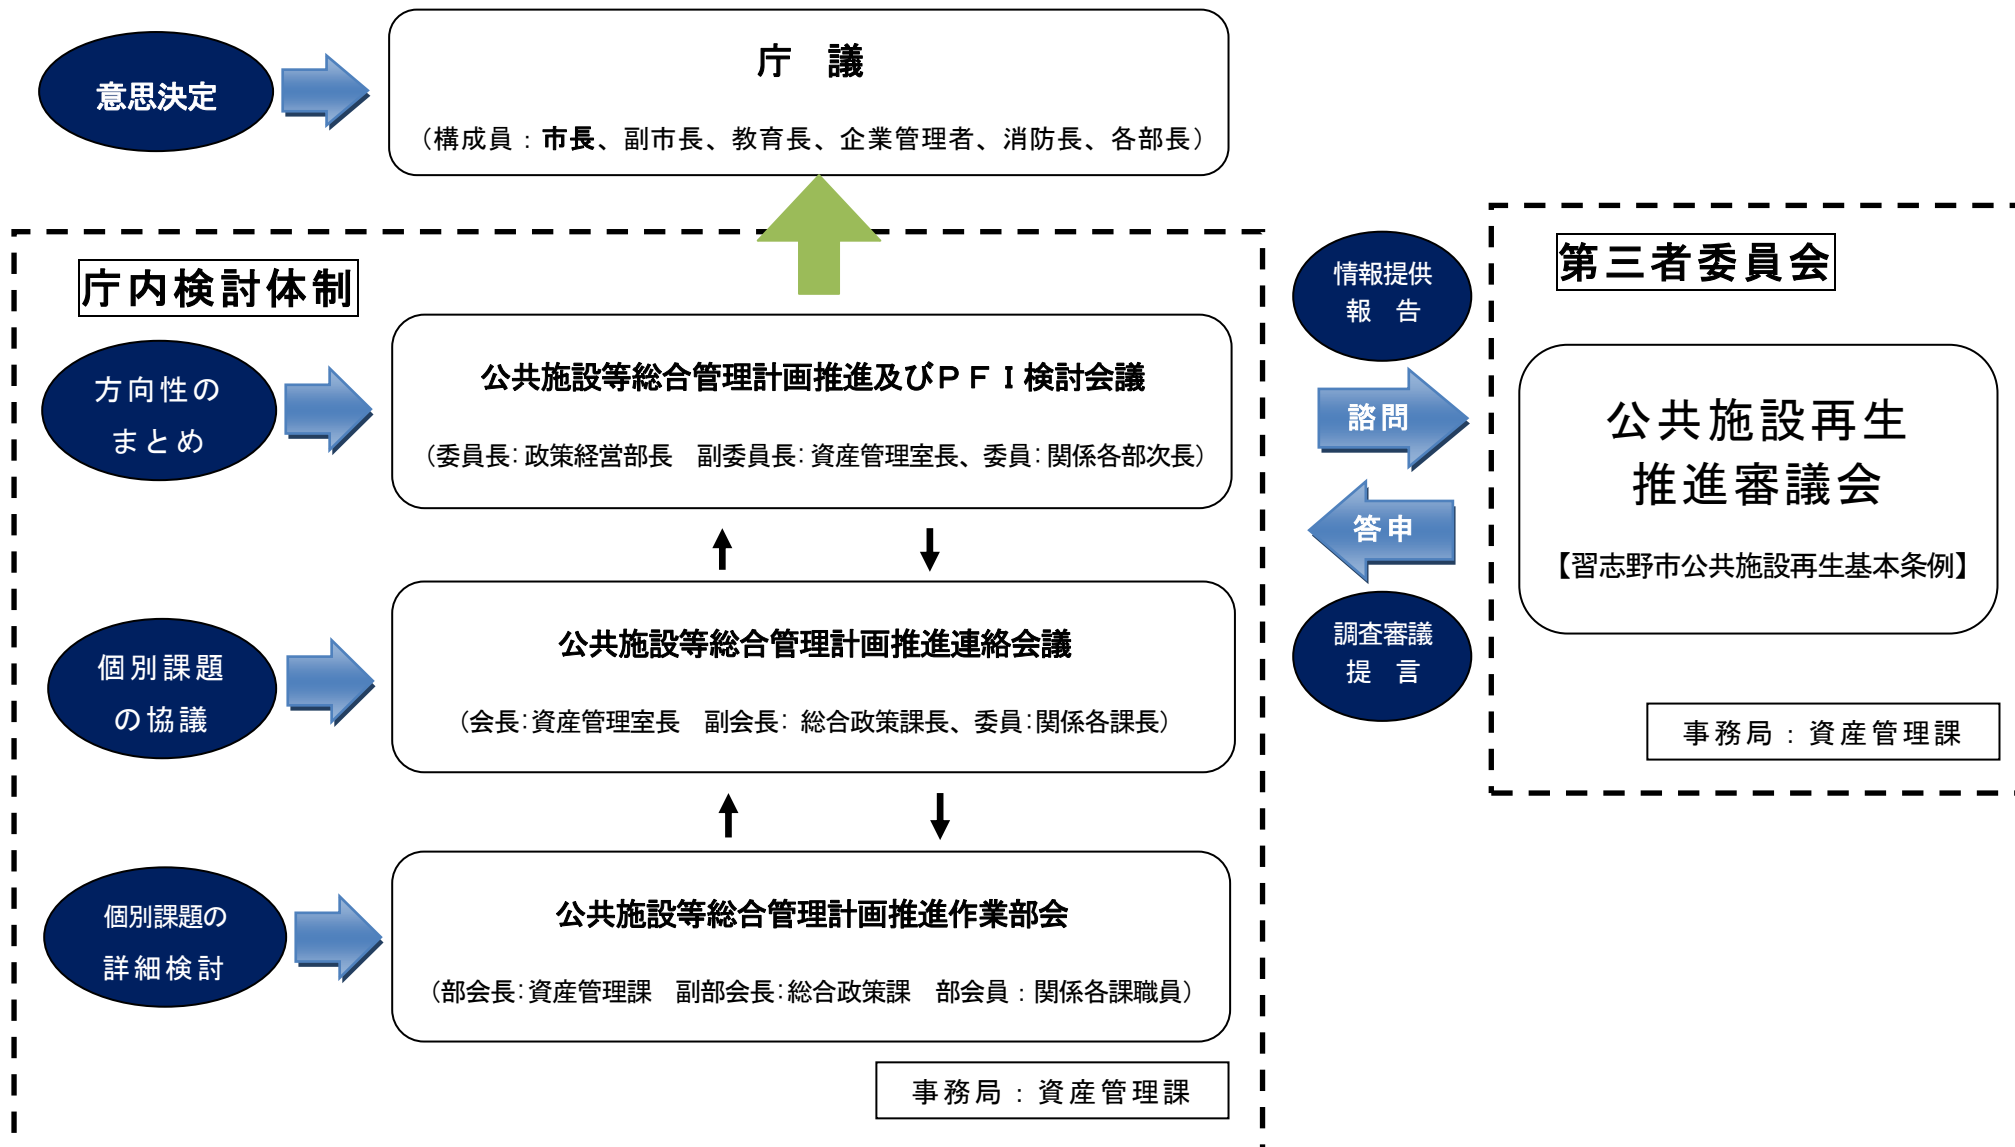 意思決定
庁　議
（構成員：市長、副市長、教育長、企業管理者、消防長、各部長）
庁内検討体制
方向性の
まとめ
公共施設等総合管理計画推進及びＰＦＩ検討会議
（委員長：政策経営部長　副委員長：資産管理室長、委員：関係各部次長）
個別課題
の協議
公共施設等総合管理計画推進連絡会議
（会長：資産管理室長　副会長：総合政策課長、委員：関係各課長）
個別課題の
詳細検討
公共施設等総合管理計画推進作業部会
（部会長：資産管理課　副部会長：総合政策課　部会員：関係各課職員）
事務局：資産管理課
情報提供
報　告
諮問
答申
調査審議
提　言
第三者委員会
公共施設再生
推進審議会
【習志野市公共施設再生基本条例】
事務局：資産管理課